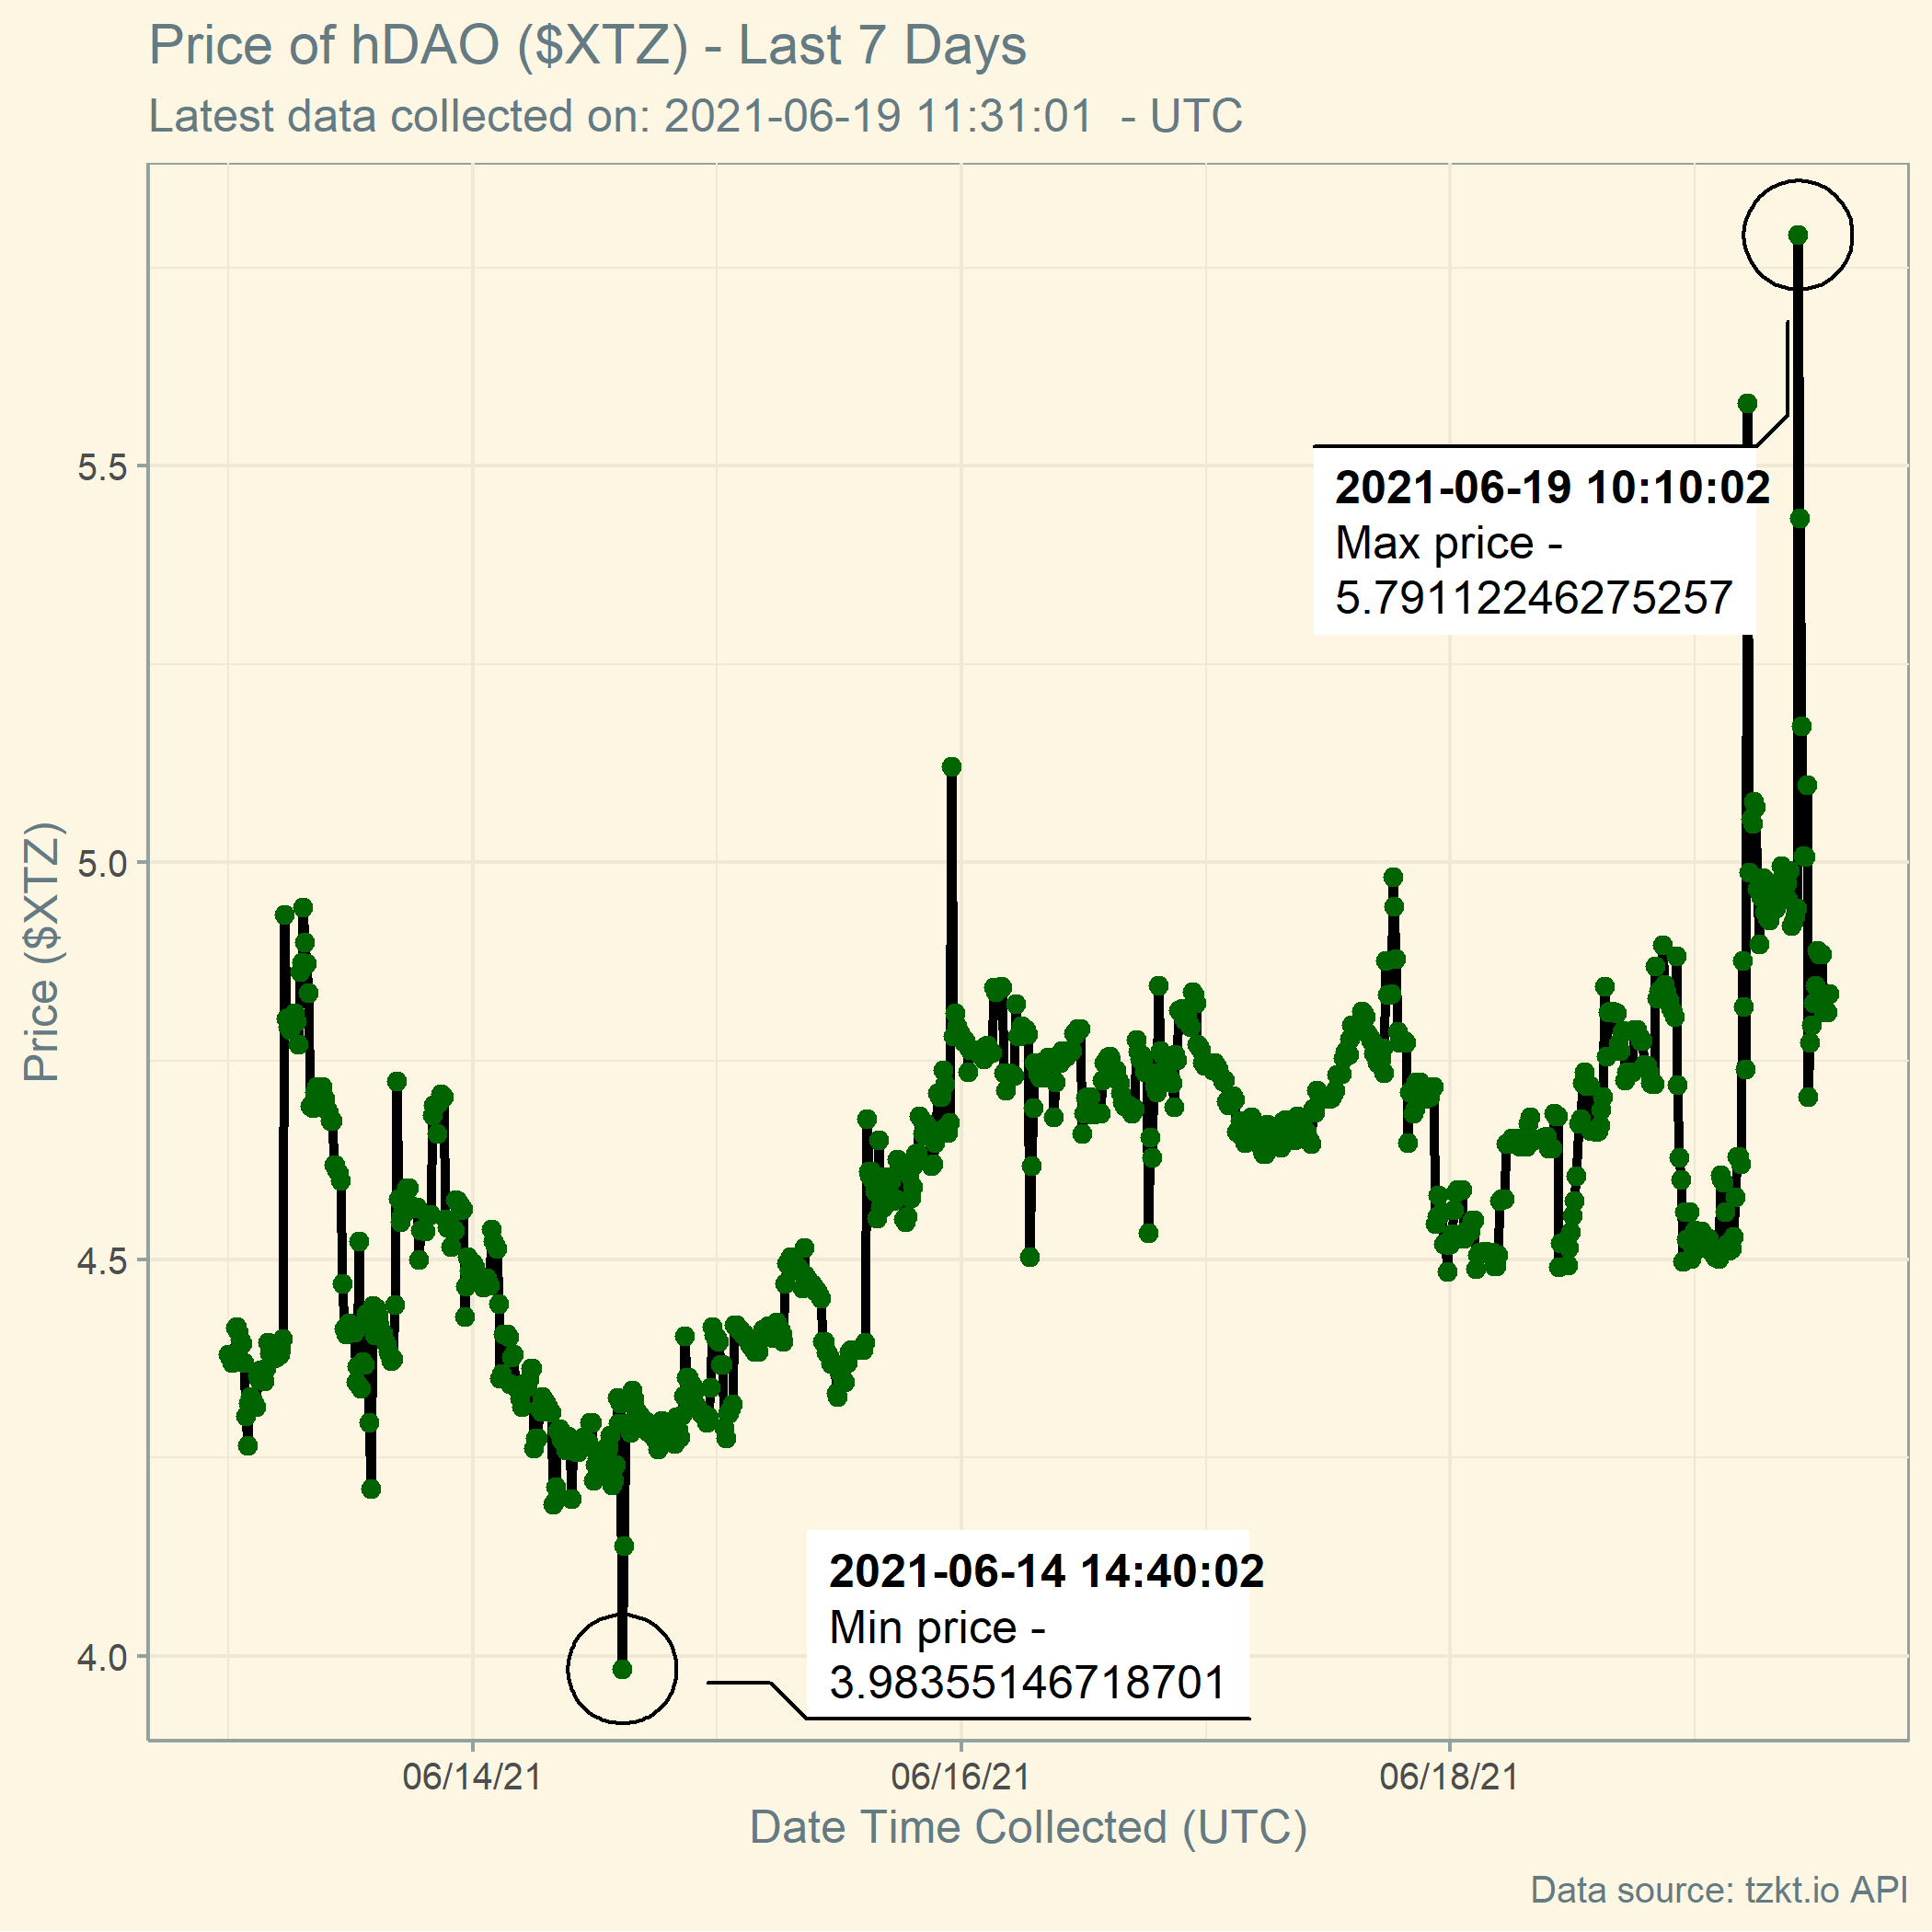 Price of hDAO ($XTZ) - Last 7 Days
Latest data collected on: 2021-06-19 11:31:01  - UTC
2021-06-19 10:10:02
Max price -
5.79112246275257
2021-06-14 14:40:02
Min price -
3.98355146718701
Price ($XTZ)
5.5
5.0
4.5
4.0
06/14/21
06/16/21
06/18/21
Date Time Collected (UTC)
Data source: tzkt.io API